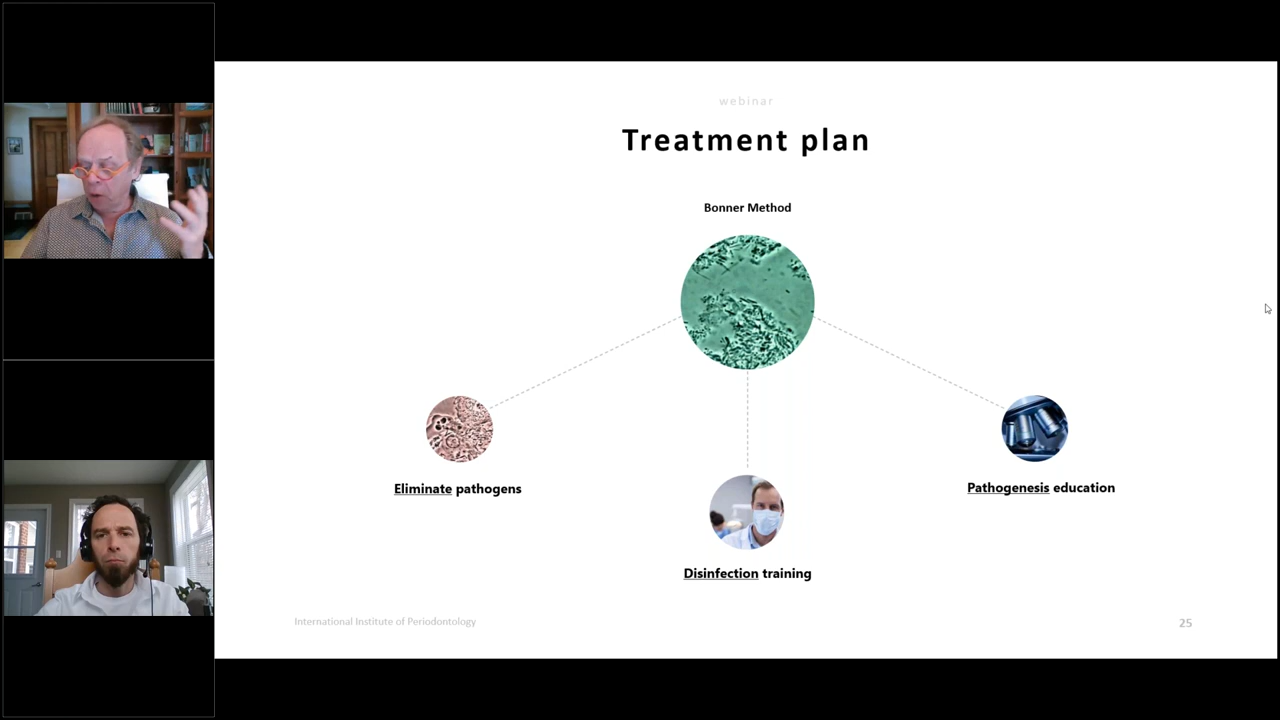 webinar
Treatment plan
Bonner Method
Eliminate pathogens
Pathogenesis education
Disinfection training
International Institute of Periodontology
25